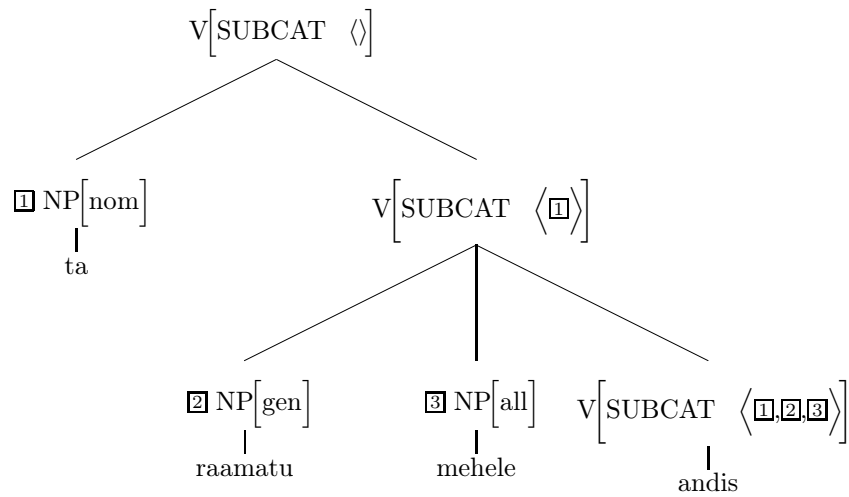 V[SUBCAT ⟨⟩]
1 NP[nom] V[SUBCAT ⟨1⟩]
ta
2 NP[gen] 3 NP[all] V[SUBCAT ⟨1,2,3⟩]
raamatu mehele andis